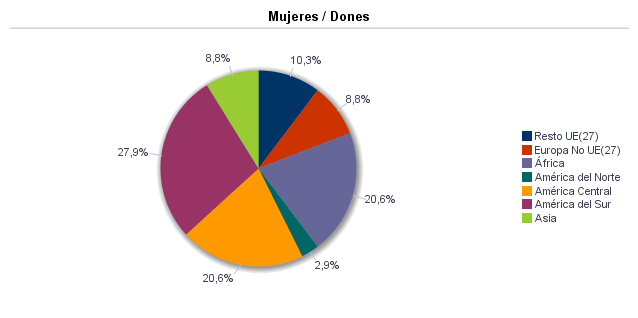 Mujeres / Dones
8,8%
10,3%
8,8%
27,9%
20,6%
2,9%
20,6%
Resto UE(27)
Europa No UE(27)
África
América del Norte
América Central
América del Sur
Asia